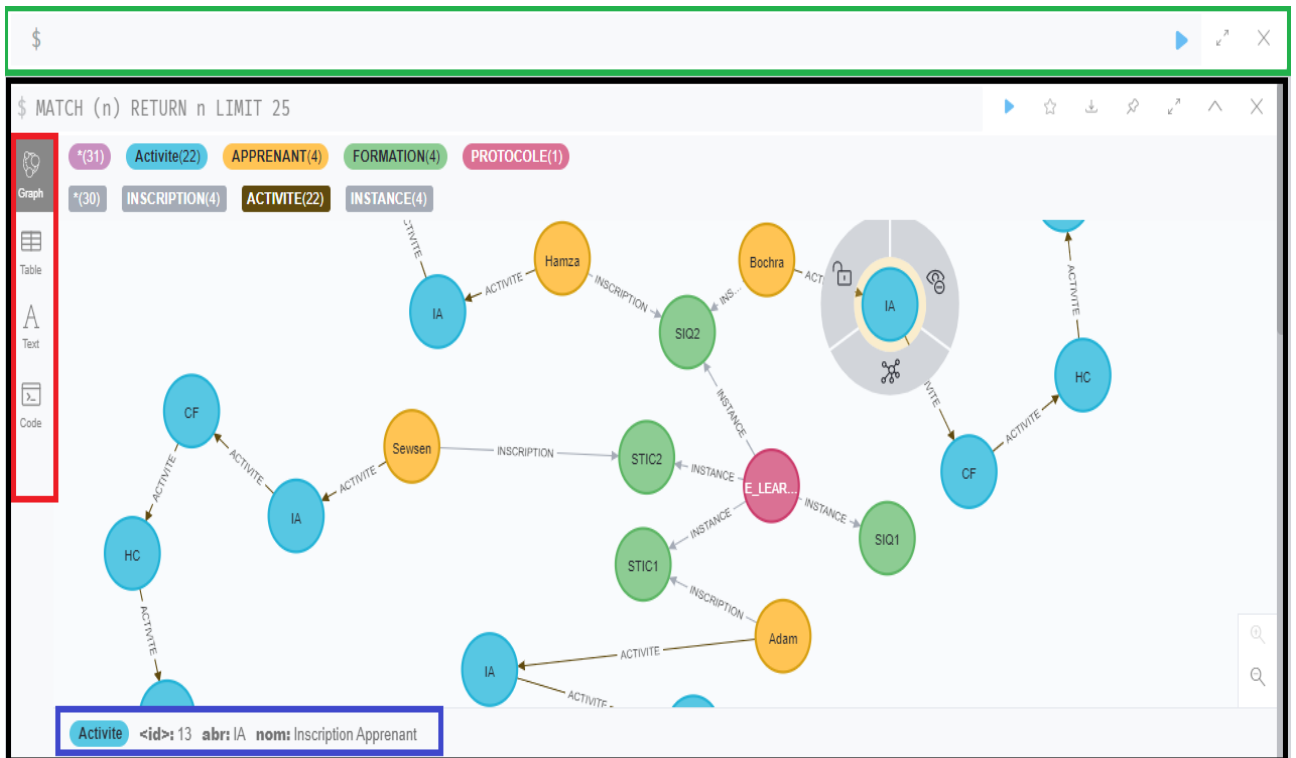 $
$ MATCH (n) RETURN n LIMIT 25
*(31) Activite(22) APPRENANT(4) FORMATION(4) PROTOCOLE(1)
*(30) INSCRIPTION(4) ACTIVITE(22) INSTANCE(4)
Graph
Table
Text
Code
ACTIVITE
Hamza
ACTIVITE
INSCRIPTION
IA
SIQ2
INS...
Bochra
IA
ACTIVITE
HC
ACTIVITE
CF
INSTANCE
CF
ACTIVITE
Sewsen
INSCRIPTION
STIC2
INSTANCE
E_LEAR...
INSTANCE
SIQ1
ACTIVITE
ACTIVITE
IA
HC
INSTANCE
STIC1
INSCRIPTION
Adam
ACTIVITE
ACTIVITE
IA
ACTIVITE
Activite <id>: 13 abr: IA nom: Inscription Apprenant